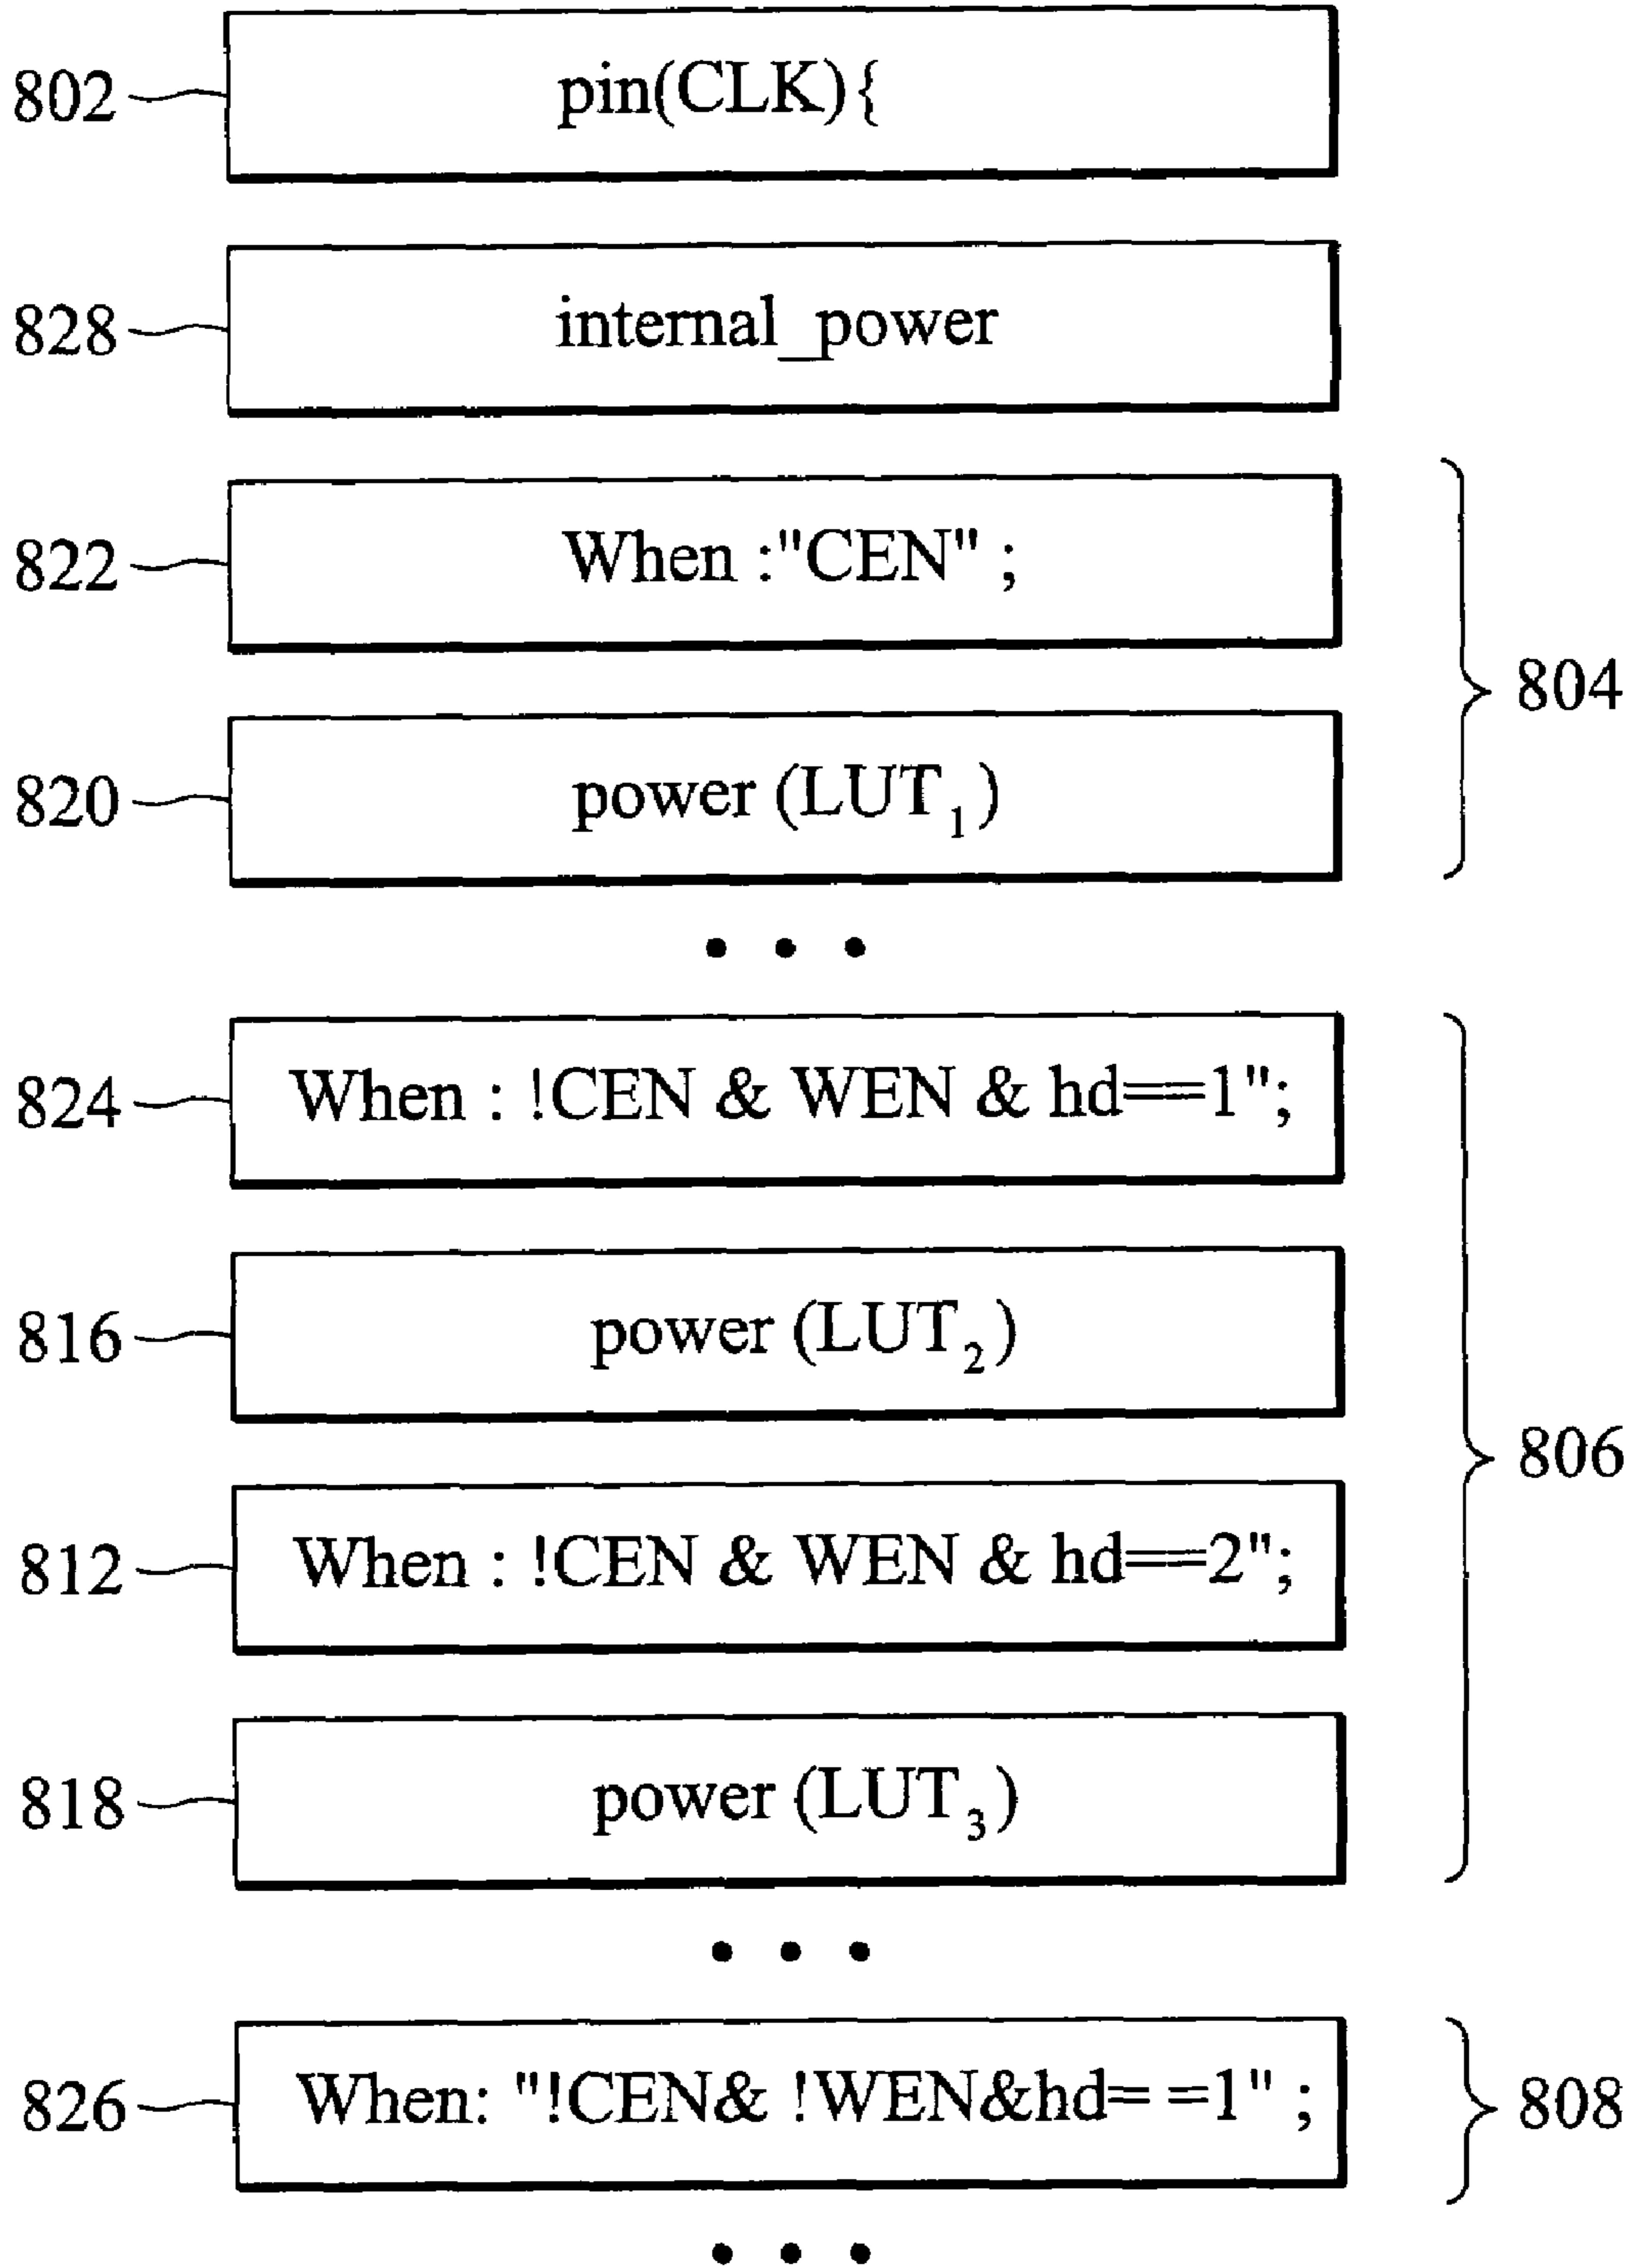 802 pin(CLK){
828 internal_power
822 When :"CEN" ;
804
820 power (LUT1)
• • •
824 When : !CEN & WEN & hd==1";
816 power (LUT2)
806
812 When : !CEN & WEN & hd==2";
818 power (LUT3)
• • •
826 When: "!CEN& !WEN&hd= =1" ; 808
• • •